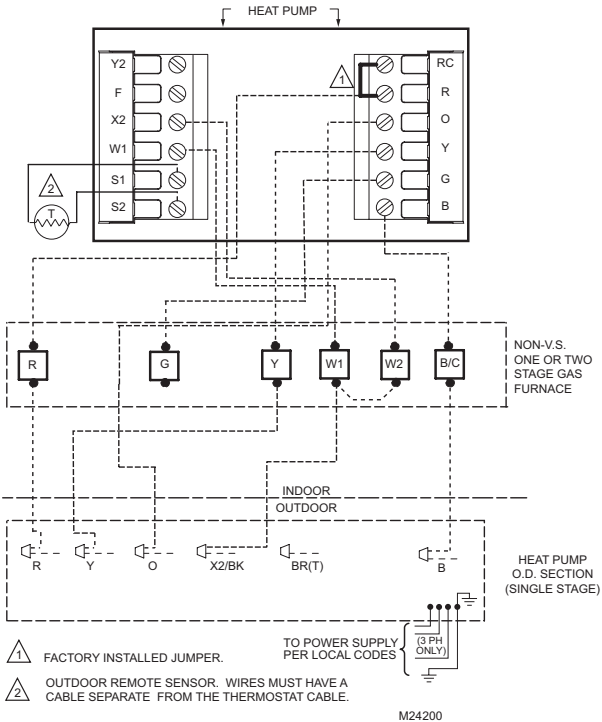 HEAT PUMP
Y2
F
X2
W1
S1
S2
RC
R
O
Y
G
B
1
2
T
R
G
Y
W1
W2
B/C
NON-V.S.
ONE OR TWO
STAGE GAS
FURNACE
INDOOR
OUTDOOR
R
Y
O
X2/BK
BR(T)
B
HEAT PUMP
O.D. SECTION
(SINGLE STAGE)
TO POWER SUPPLY
PER LOCAL CODES
(3 PH
ONLY)
1 FACTORY INSTALLED JUMPER.
2 OUTDOOR REMOTE SENSOR. WIRES MUST HAVE A
CABLE SEPARATE FROM THE THERMOSTAT CABLE.
M24200